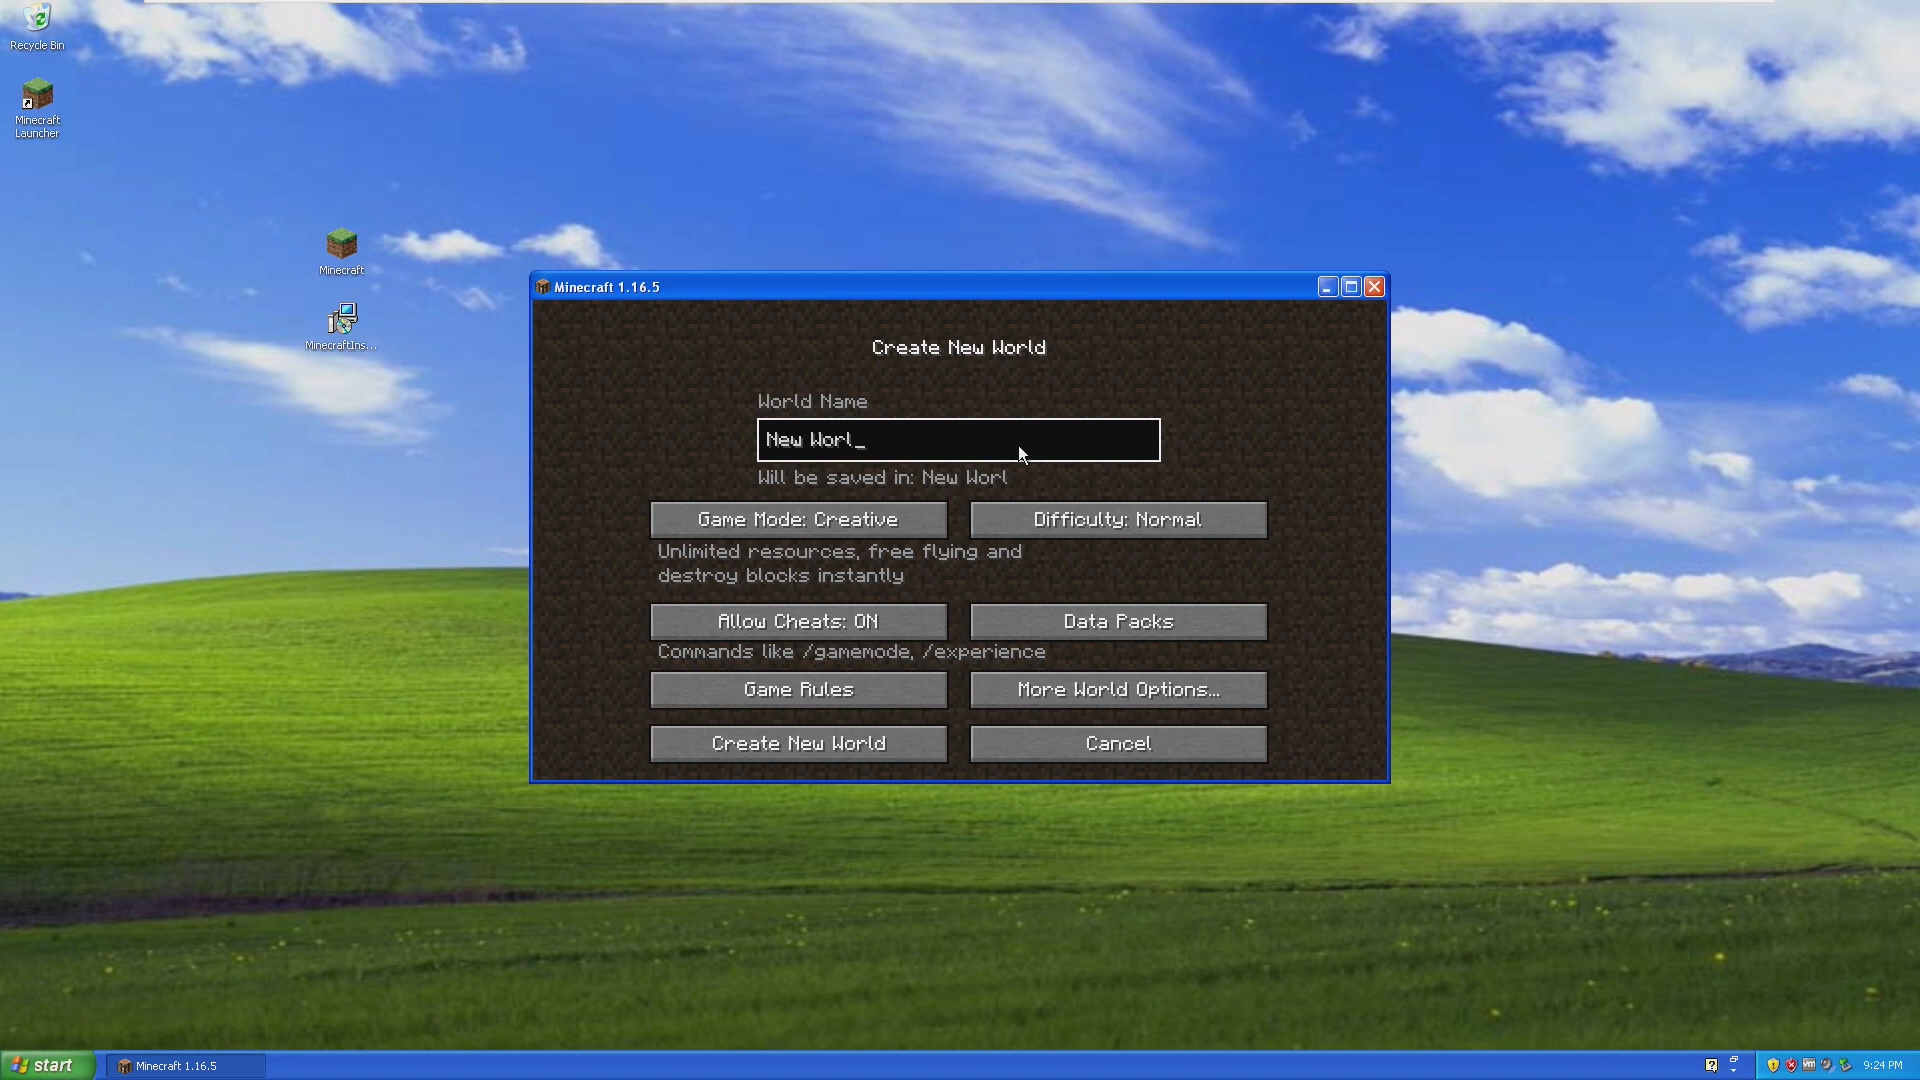 Recycle Bin
Minecraft
Launcher
Minecraft
MinecraftIns...
Minecraft 1.16.5
Create New World
World Name
New Worl_
Will be saved in: New Worl
Game Mode: Creative
Difficulty: Normal
Unlimited resources, free flying and
destroy blocks instantly
Allow Cheats: ON
Data Packs
Commands like /gamemode, /experience
Game Rules
More World Options...
Create New World
Cancel
start
Minecraft 1.16.5
vm
9:24 PM